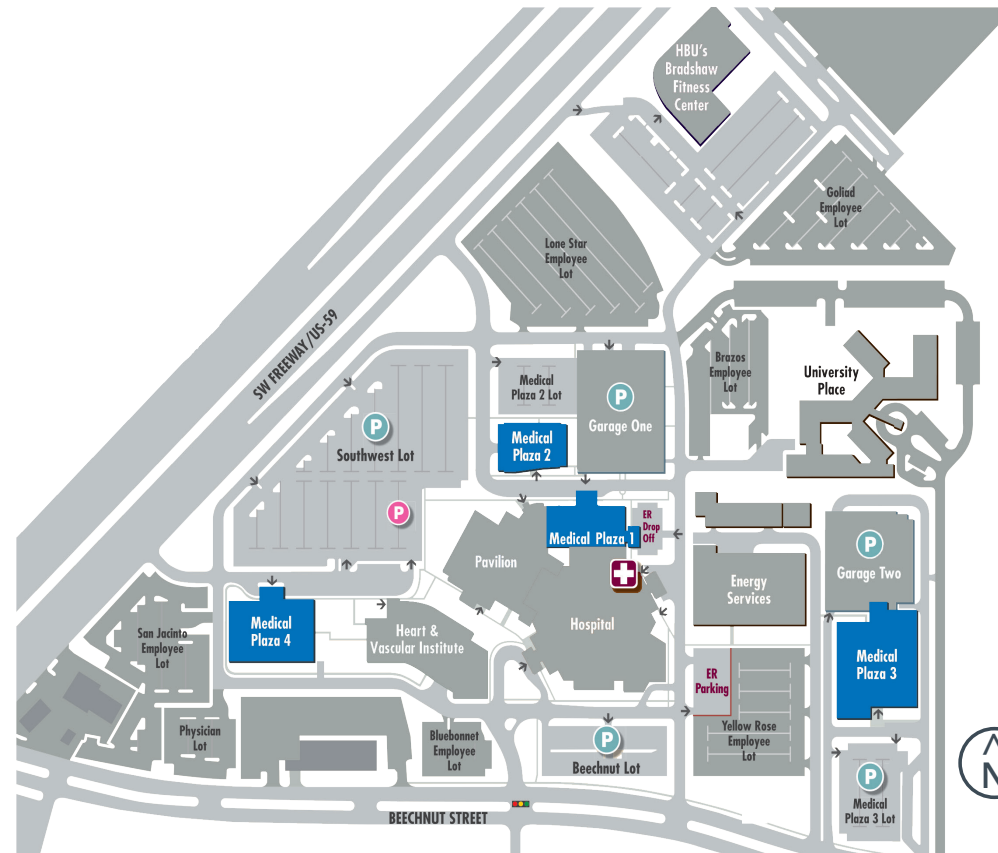 HBU's
Bradshaw
Fitness
Center
Goliad
Employee
Lot
Lone Star
Employee
Lot
SW FREEWAY/US-59
Brazos
Employee
Lot
University
Place
Medical
Plaza 2 Lot
P
Garage One
P
Southwest Lot
Medical
Plaza 2
P
ER
Drop
Off
Medical Plaza 1
Pavilion
P
Garage Two
Energy
Services
Medical
Plaza 4
Heart &
Vascular Institute
Hospital
San Jacinto
Employee
Lot
Medical
Plaza 3
ER
Parking
Physician
Lot
Bluebonnet
Employee
Lot
P
Beechnut Lot
Yellow Rose
Employee
Lot
P
Medical
Plaza 3 Lot
N
BEECHNUT STREET